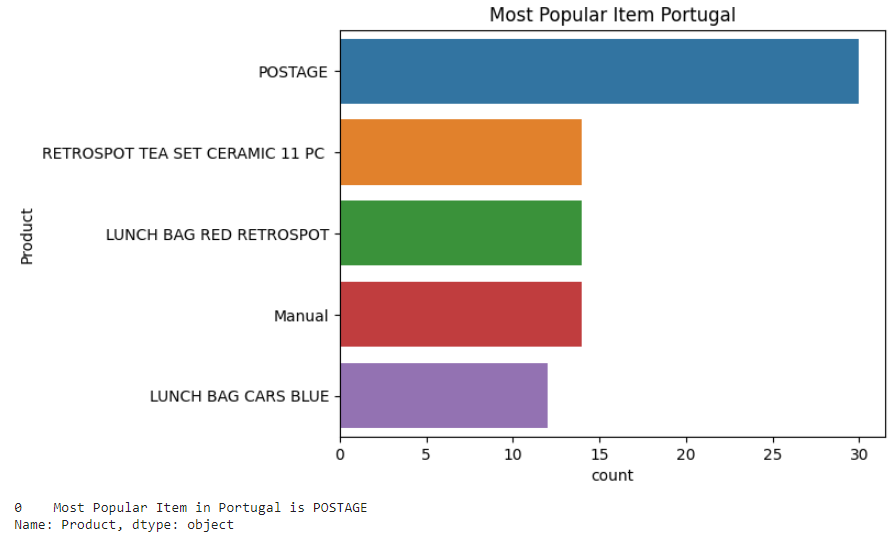 Most Popular Item Portugal
POSTAGE
RETROSPOT TEA SET CERAMIC 11 PC
LUNCH BAG RED RETROSPOT
Manual
LUNCH BAG CARS BLUE
Product
0 5 10 15 20 25 30
count
0    Most Popular Item in Portugal is POSTAGE
Name: Product, dtype: object